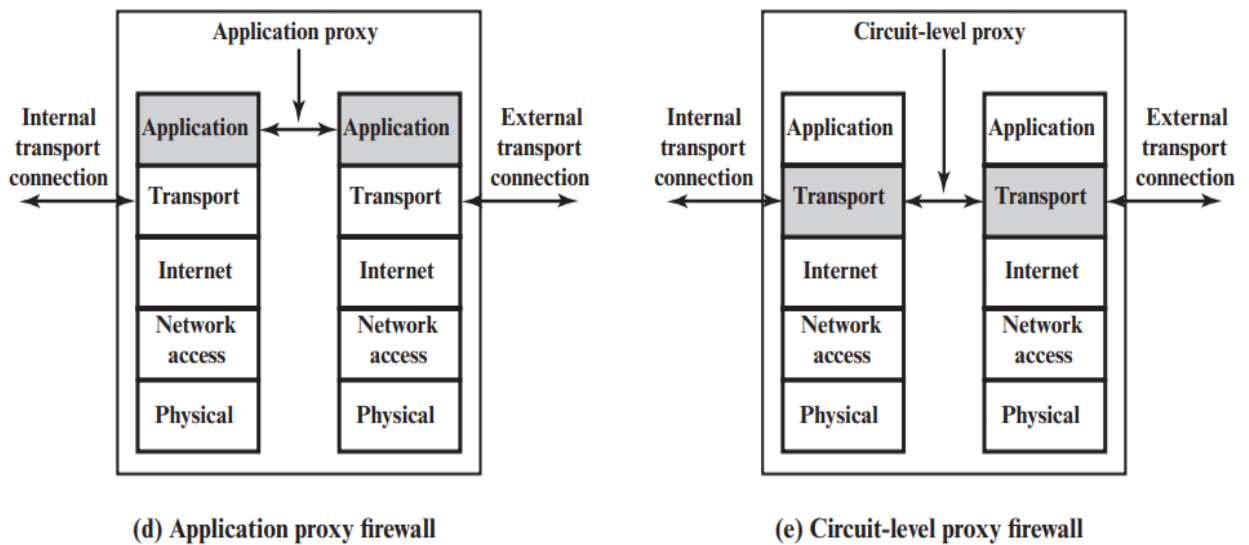 Application proxy
Internal
transport
connection
Application
Application
External
transport
connection
Transport
Transport
Internet
Internet
Network
access
Network
access
Physical
Physical
(d) Application proxy firewall
Circuit-level proxy
Internal
transport
connection
Application
Application
External
transport
connection
Transport
Transport
Internet
Internet
Network
access
Network
access
Physical
Physical
(e) Circuit-level proxy firewall